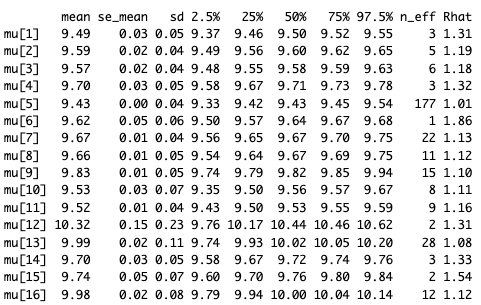 mean se_mean sd 2.5% 25% 50% 75% 97.5% n_eff Rhat
mu[1] 9.49 0.03 0.05 9.37 9.46 9.50 9.52 9.55 3 1.31
mu[2] 9.59 0.02 0.04 9.49 9.56 9.60 9.62 9.65 5 1.19
mu[3] 9.57 0.02 0.04 9.48 9.55 9.58 9.59 9.63 6 1.18
mu[4] 9.70 0.03 0.05 9.58 9.67 9.71 9.73 9.78 3 1.32
mu[5] 9.43 0.00 0.04 9.33 9.42 9.43 9.45 9.54 177 1.01
mu[6] 9.62 0.05 0.06 9.50 9.57 9.64 9.67 9.68 1 1.86
mu[7] 9.67 0.01 0.04 9.56 9.65 9.67 9.70 9.75 22 1.13
mu[8] 9.66 0.01 0.05 9.54 9.64 9.67 9.69 9.75 11 1.12
mu[9] 9.83 0.01 0.05 9.74 9.79 9.82 9.85 9.94 15 1.10
mu[10] 9.53 0.03 0.07 9.35 9.50 9.56 9.57 9.67 8 1.11
mu[11] 9.52 0.01 0.04 9.43 9.50 9.53 9.55 9.59 9 1.16
mu[12] 10.32 0.15 0.23 9.76 10.17 10.44 10.46 10.62 2 1.31
mu[13] 9.99 0.02 0.11 9.74 9.93 10.02 10.05 10.20 28 1.08
mu[14] 9.70 0.03 0.05 9.58 9.67 9.72 9.74 9.76 3 1.33
mu[15] 9.74 0.05 0.07 9.60 9.70 9.76 9.80 9.84 2 1.54
mu[16] 9.98 0.02 0.08 9.79 9.94 10.00 10.04 10.14 12 1.12